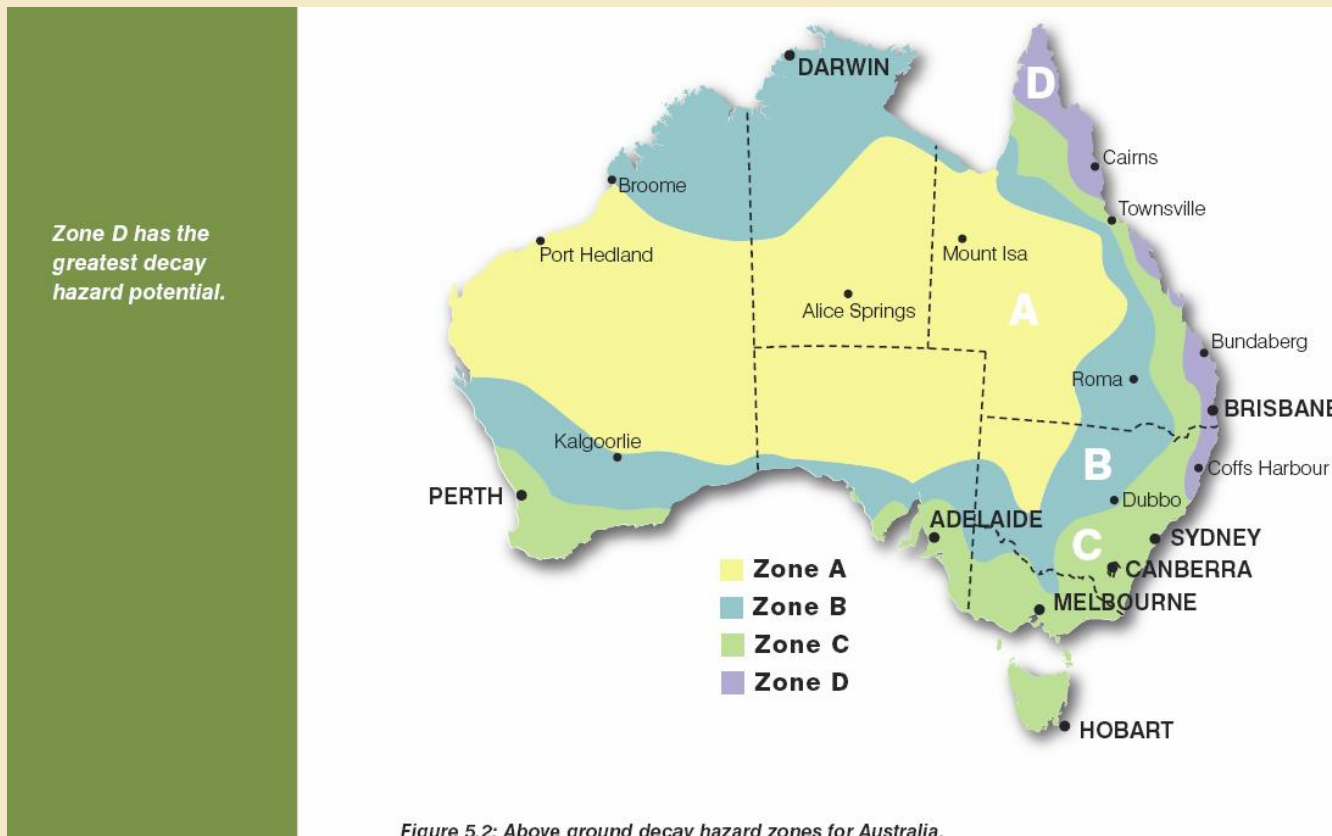 Zone D has the
greatest decay
hazard potential.
DARWIN
D
Cairns
Broome
Townsville
Port Hedland
Mount Isa
Alice Springs
A
Bundaberg
Roma
BRISBANE
Kalgoorlie
B
Coffs Harbour
PERTH
Dubbo
ADELAIDE
SYDNEY
C
CANBERRA
MELBOURNE
Zone A
Zone B
Zone C
Zone D
HOBART
Figure 5.2: Above ground decay hazard zones for Australia.